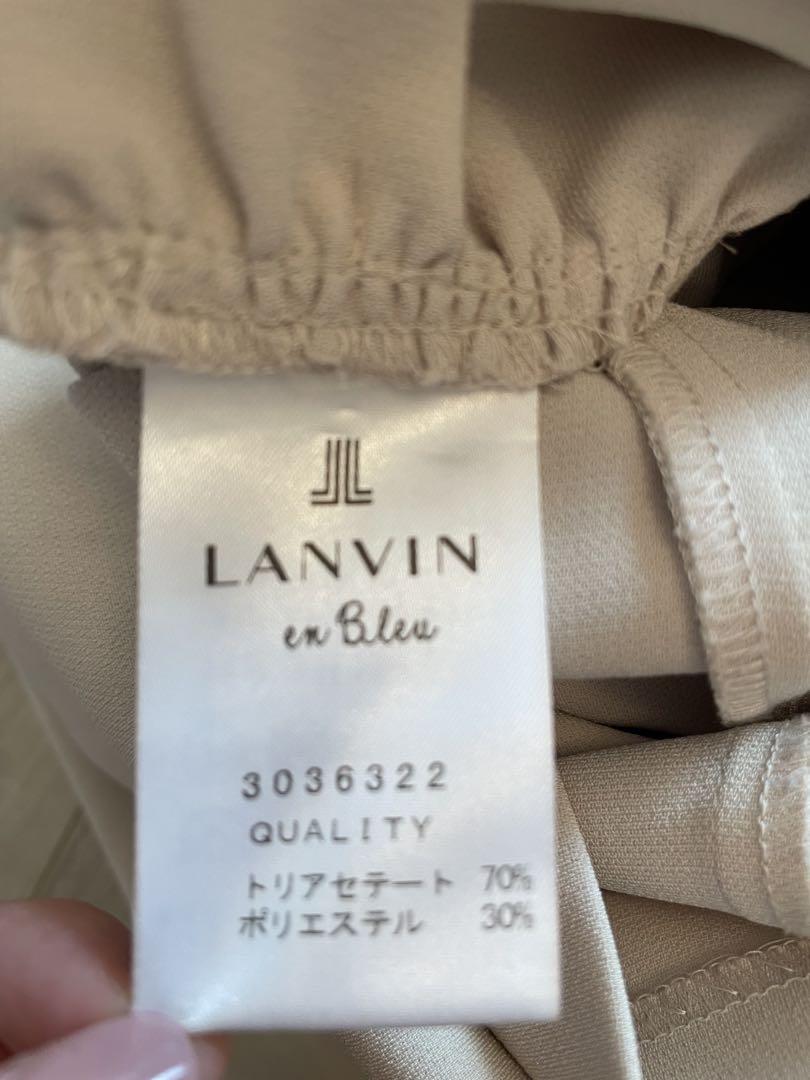 LANVIN
en Bleu
3036322
QUALITY
トリアセテート 70%
ポリエステル 30%